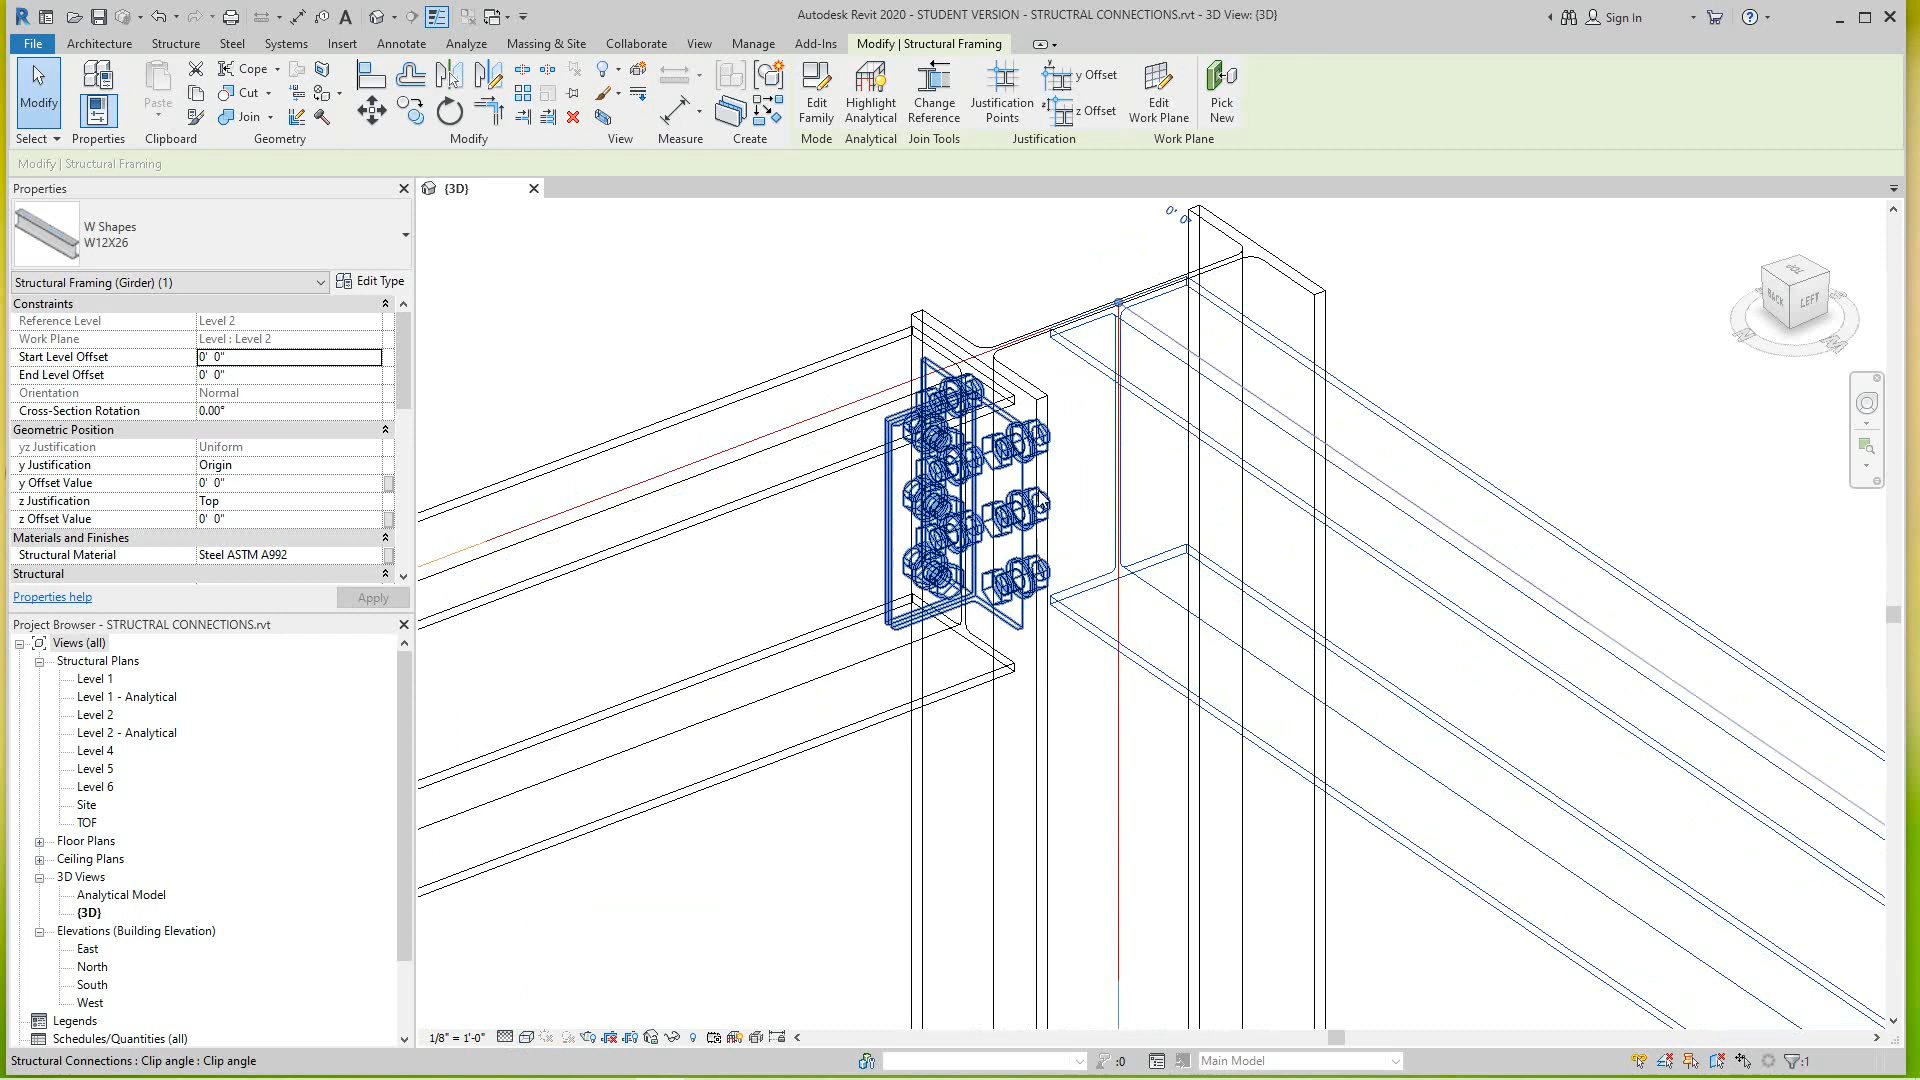 Autodesk Revit 2020 - STUDENT VERSION - STRUCTRAL CONNECTIONS.rvt - 3D View: {3D}
Sign In
File Architecture Structure Steel Systems Insert Annotate Analyze Massing & Site Collaborate View Manage Add-Ins Modify | Structural Framing
Modify
Paste
Cope
Cut
Join
Edit Family
Highlight Analytical
Change Reference
Justification Points
y Offset
z Offset
Edit Work Plane
Pick New
Select Properties Clipboard Geometry Modify View Measure Create Mode Analytical Join Tools Justification Work Plane
Modify | Structural Framing
Properties
{3D}
W Shapes
W12X26
Structural Framing (Girder) (1)
Edit Type
Constraints
Reference Level Level 2
Work Plane Level : Level 2
Start Level Offset 0' 0"
End Level Offset 0' 0"
Orientation Normal
Cross-Section Rotation 0.00°
Geometric Position
yz Justification Uniform
y Justification Origin
y Offset Value 0' 0"
z Justification Top
z Offset Value 0' 0"
Materials and Finishes
Structural Material Steel ASTM A992
Structural
Properties help
Apply
Project Browser - STRUCTRAL CONNECTIONS.rvt
Views (all)
Structural Plans
Level 1
Level 1 - Analytical
Level 2
Level 2 - Analytical
Level 4
Level 5
Level 6
Site
TOF
Floor Plans
Ceiling Plans
3D Views
Analytical Model
{3D}
Elevations (Building Elevation)
East
North
South
West
Legends
Schedules/Quantities (all)
TOP
BACK
LEFT
1/8" = 1'-0"
Structural Connections : Clip angle : Clip angle
:0
Main Model
:1